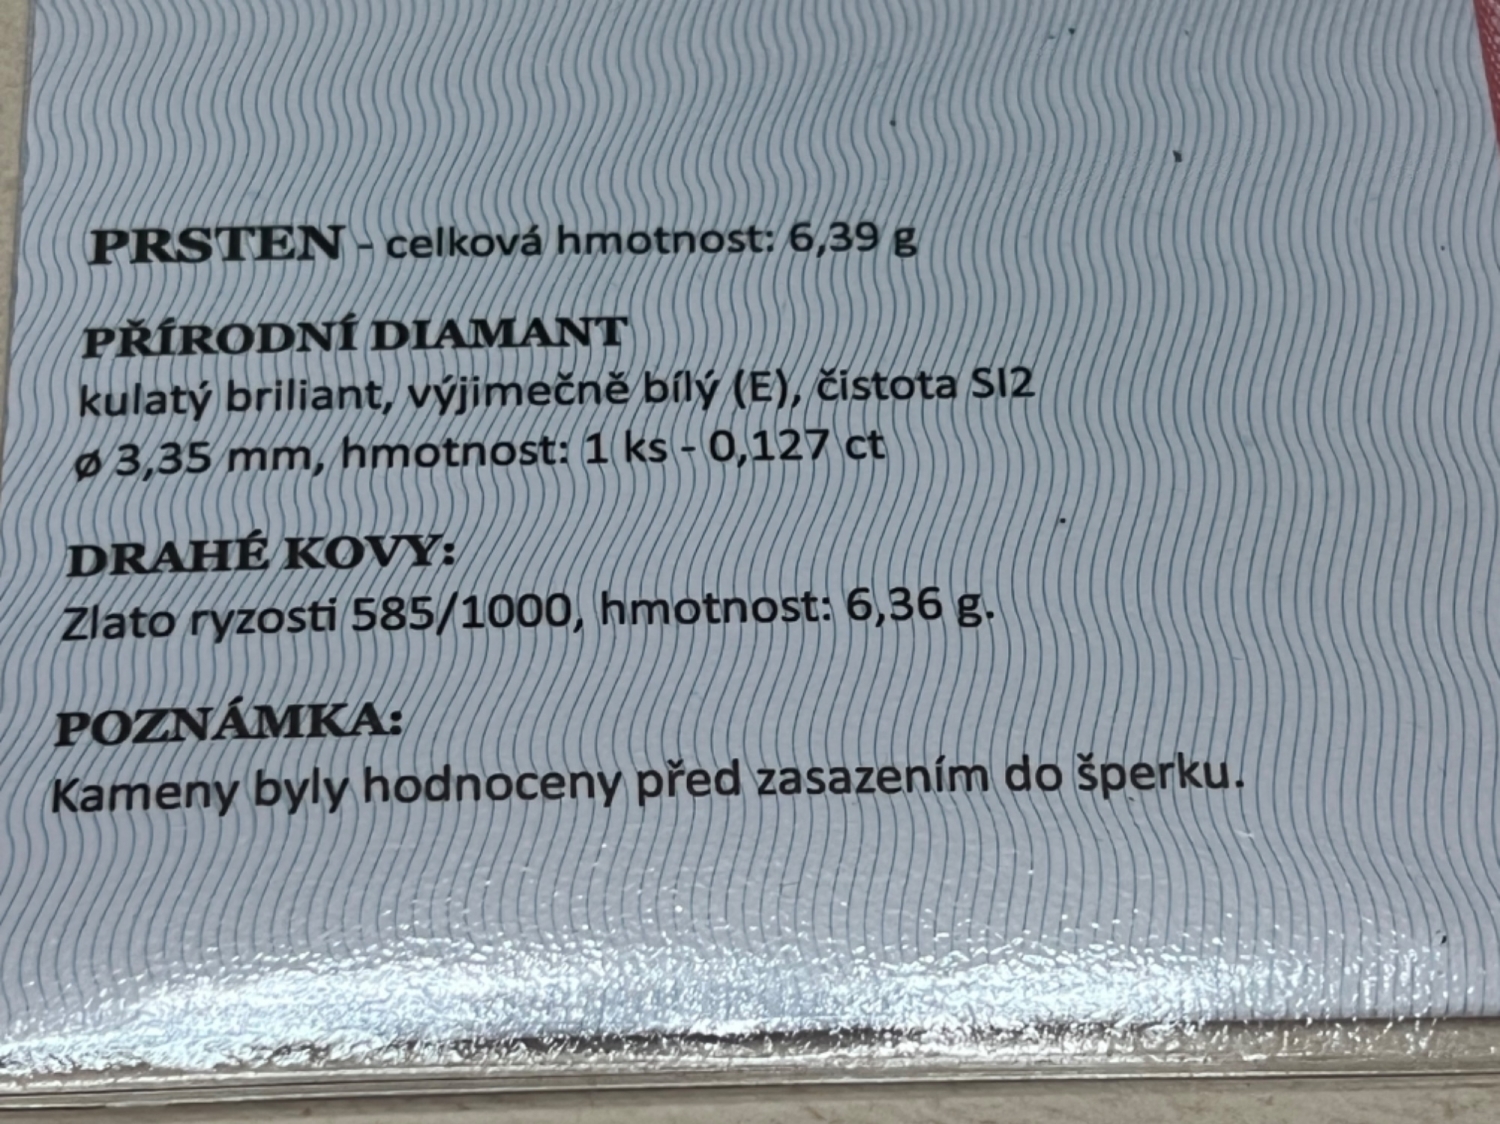 PRSTEN - celková hmotnost: 6,39 g
PŘÍRODNÍ DIAMANT
kulatý briliant, výjimečně bílý (E), čistota SI2
ø 3,35 mm, hmotnost: 1 ks - 0,127 ct
DRAHÉ KOVY:
Zlato ryzosti 585/1000, hmotnost: 6,36 g.
POZNÁMKA:
Kameny byly hodnoceny před zasazením do šperku.